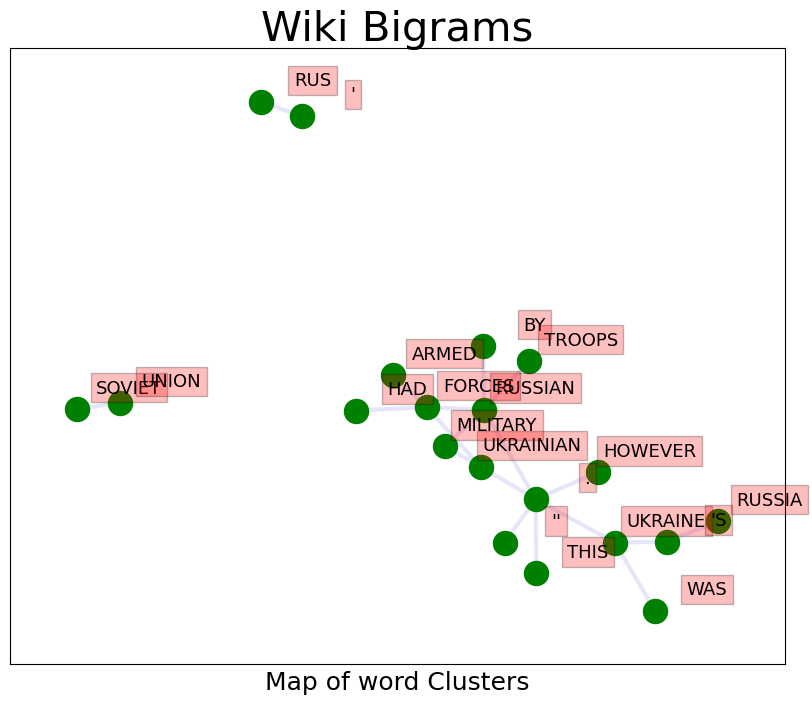 Wiki Bigrams
RUS
'
BY
TROOPS
ARMED
UNION
SOVIET
HAD
FORCES
RUSSIAN
MILITARY
UKRAINIAN
HOWEVER
.
RUSSIA
"
UKRAINE
'S
THIS
WAS
Map of word Clusters